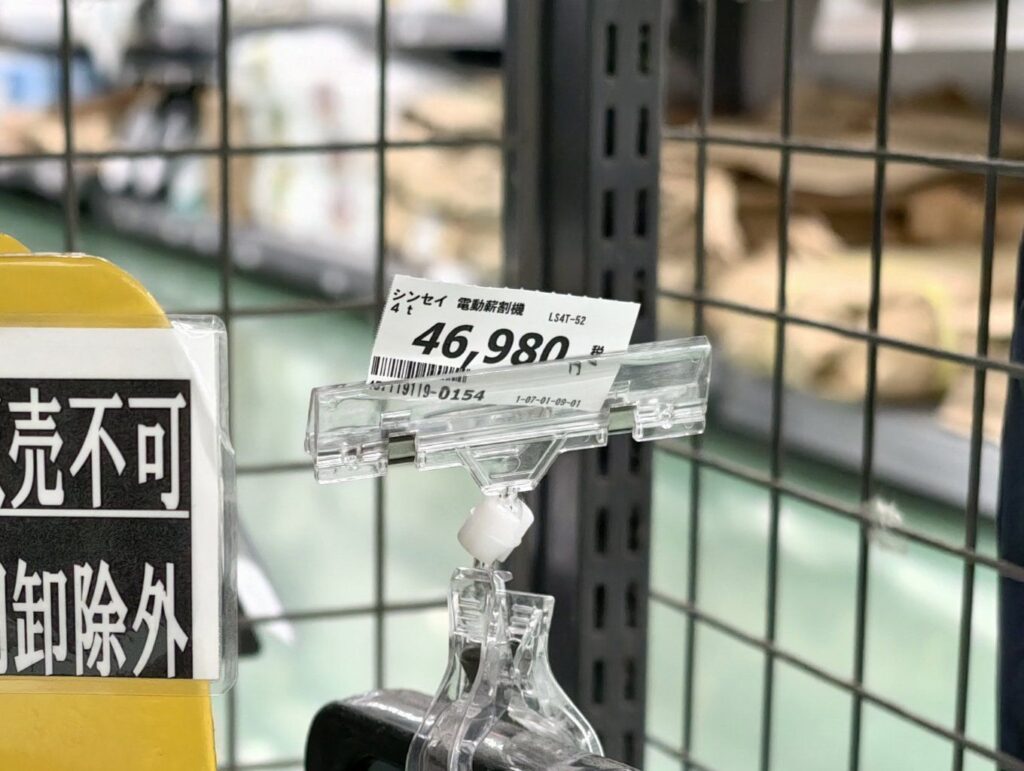 売不可
卸除外
シンセイ 電動薪割機
4t
LS4T-52
46,980
税
119119-0154
1-07-01-09-01